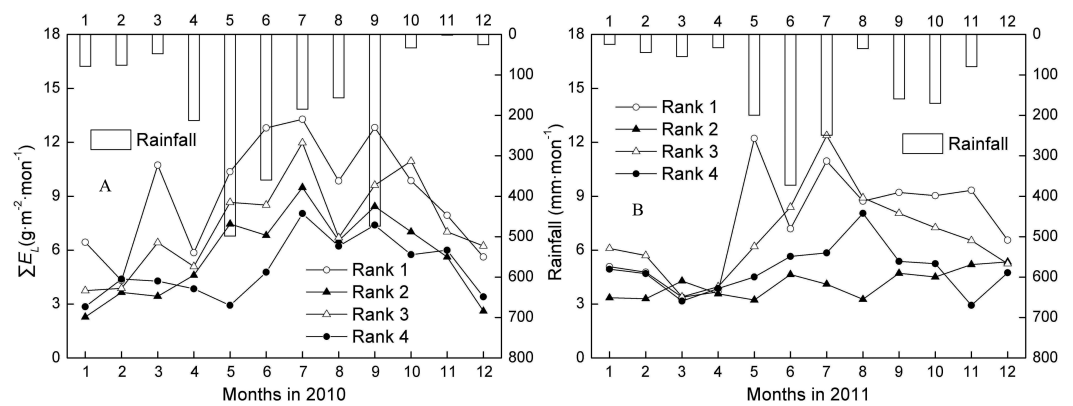 1 2 3 4 5 6 7 8 9 10 11 12
18
15
12
9
6
3
0
∑E_L (g·m⁻²·mon⁻¹)
Rainfall
A
Rank 1
Rank 2
Rank 3
Rank 4
0
100
200
300
400
500
600
700
800
Rainfall (mm·mon⁻¹)
1 2 3 4 5 6 7 8 9 10 11 12
Months in 2010
1 2 3 4 5 6 7 8 9 10 11 12
18
15
12
9
6
3
0
Rank 1
Rank 2
Rank 3
Rank 4
Rainfall
B
0
100
200
300
400
500
600
700
800
1 2 3 4 5 6 7 8 9 10 11 12
Months in 2011